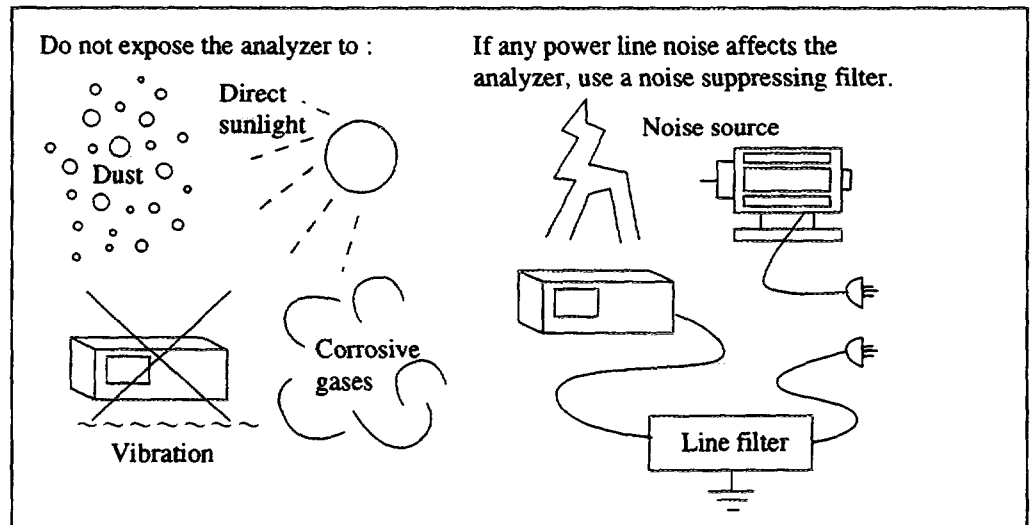 Do not expose the analyzer to :
Dust
Direct
sunlight
Vibration
Corrosive
gases
If any power line noise affects the
analyzer, use a noise suppressing filter.
Noise source
Line filter